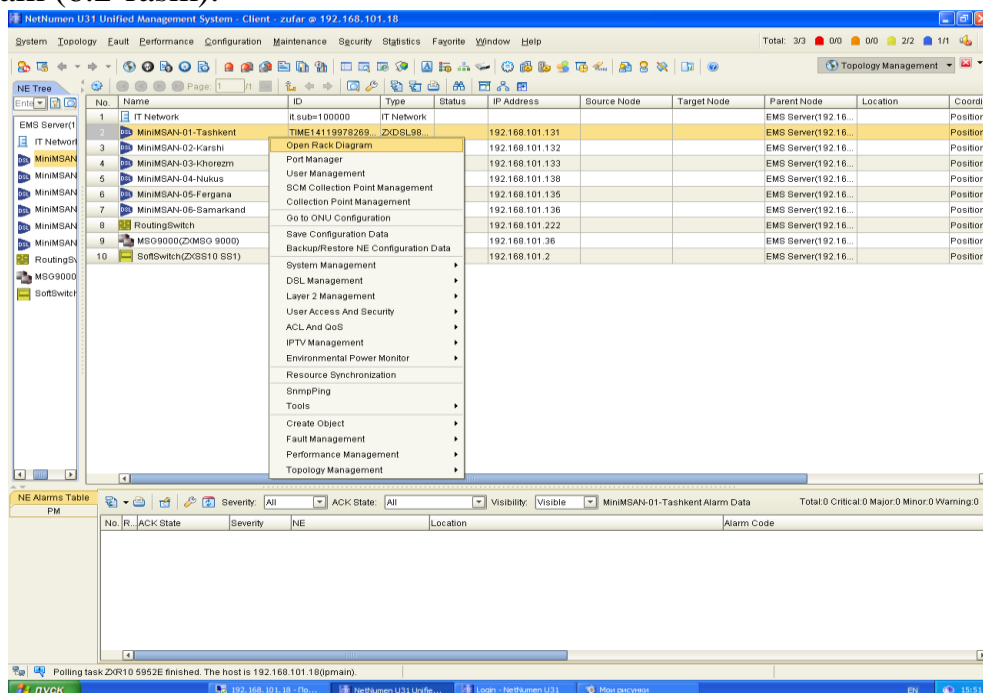 NetNumen U31 Unified Management System - Client - zufar @ 192.168.101.18
System Topology Fault Performance Configuration Maintenance Security Statistics Favorite Window Help
Total: 3/3 0/0 0/0 2/2 1/1
Page: 1 /1
Topology Management
NE Tree
EMS Server(1
IT Networl
MiniMSAN
MiniMSAN
MiniMSAN
MiniMSAN
MiniMSAN
MiniMSAN
RoutingSv
MSG9000
SoftSwitch
No. Name ID Type Status IP Address Source Node Target Node Parent Node Location Coordi
1 IT Network it.sub=100000 IT Network EMS Server(192.16... Position
2 MiniMSAN-01-Tashkent TIME14119978269... ZXDSL98... 192.168.101.131 EMS Server(192.16... Position
3 MiniMSAN-02-Karshi 192.168.101.132 EMS Server(192.16... Position
4 MiniMSAN-03-Khorezm 192.168.101.133 EMS Server(192.16... Position
5 MiniMSAN-04-Nukus 192.168.101.138 EMS Server(192.16... Position
6 MiniMSAN-05-Fergana 192.168.101.135 EMS Server(192.16... Position
7 MiniMSAN-06-Samarkand 192.168.101.136 EMS Server(192.16... Position
8 RoutingSwitch 192.168.101.222 EMS Server(192.16... Position
9 MSG9000(ZXMSG 9000) 192.168.101.36 EMS Server(192.16... Position
10 SoftSwitch(ZXSS10 SS1) 192.168.101.2 EMS Server(192.16... Position
Open Rack Diagram
Port Manager
User Management
SCM Collection Point Management
Collection Point Management
Go to ONU Configuration
Save Configuration Data
Backup/Restore NE Configuration Data
System Management
DSL Management
Layer 2 Management
User Access And Security
ACL And QoS
IPTV Management
Environmental Power Monitor
Resource Synchronization
SnmpPing
Tools
Create Object
Fault Management
Performance Management
Topology Management
NE Alarms Table
PM
Severity: All ACK State: All Visibility: Visible MiniMSAN-01-Tashkent Alarm Data Total:0 Critical:0 Major:0 Minor:0 Warning:0
No. R... ACK State Severity NE Location Alarm Code
Polling task ZXR10 5952E finished. The host is 192.168.101.18(ipmain).
пуск 192.168.101.18 - По... NetNumen U31 Unifie... Login - NetNumen U31 Мои рисунки EN 15:51